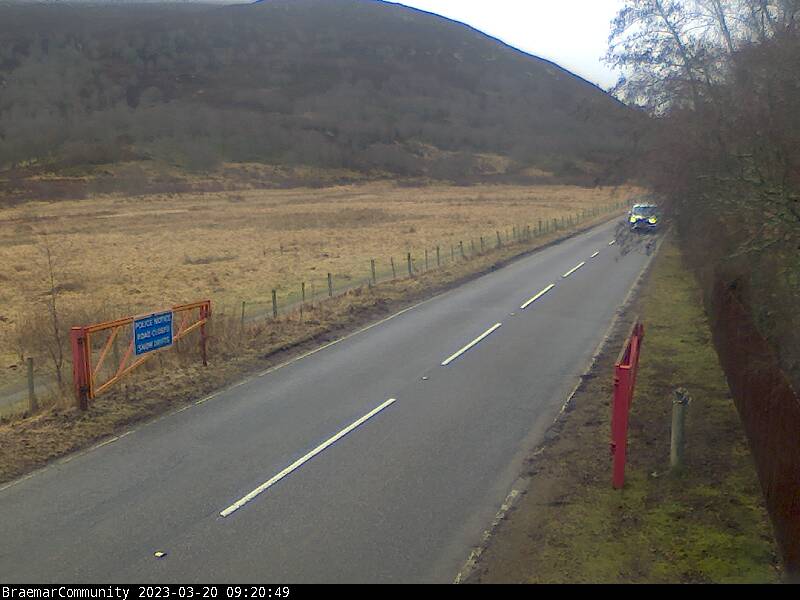 POLICE NOTICE
ROAD CLOSED
SNOW DRIFTS
BraemarCommunity 2023-03-20 09:20:49